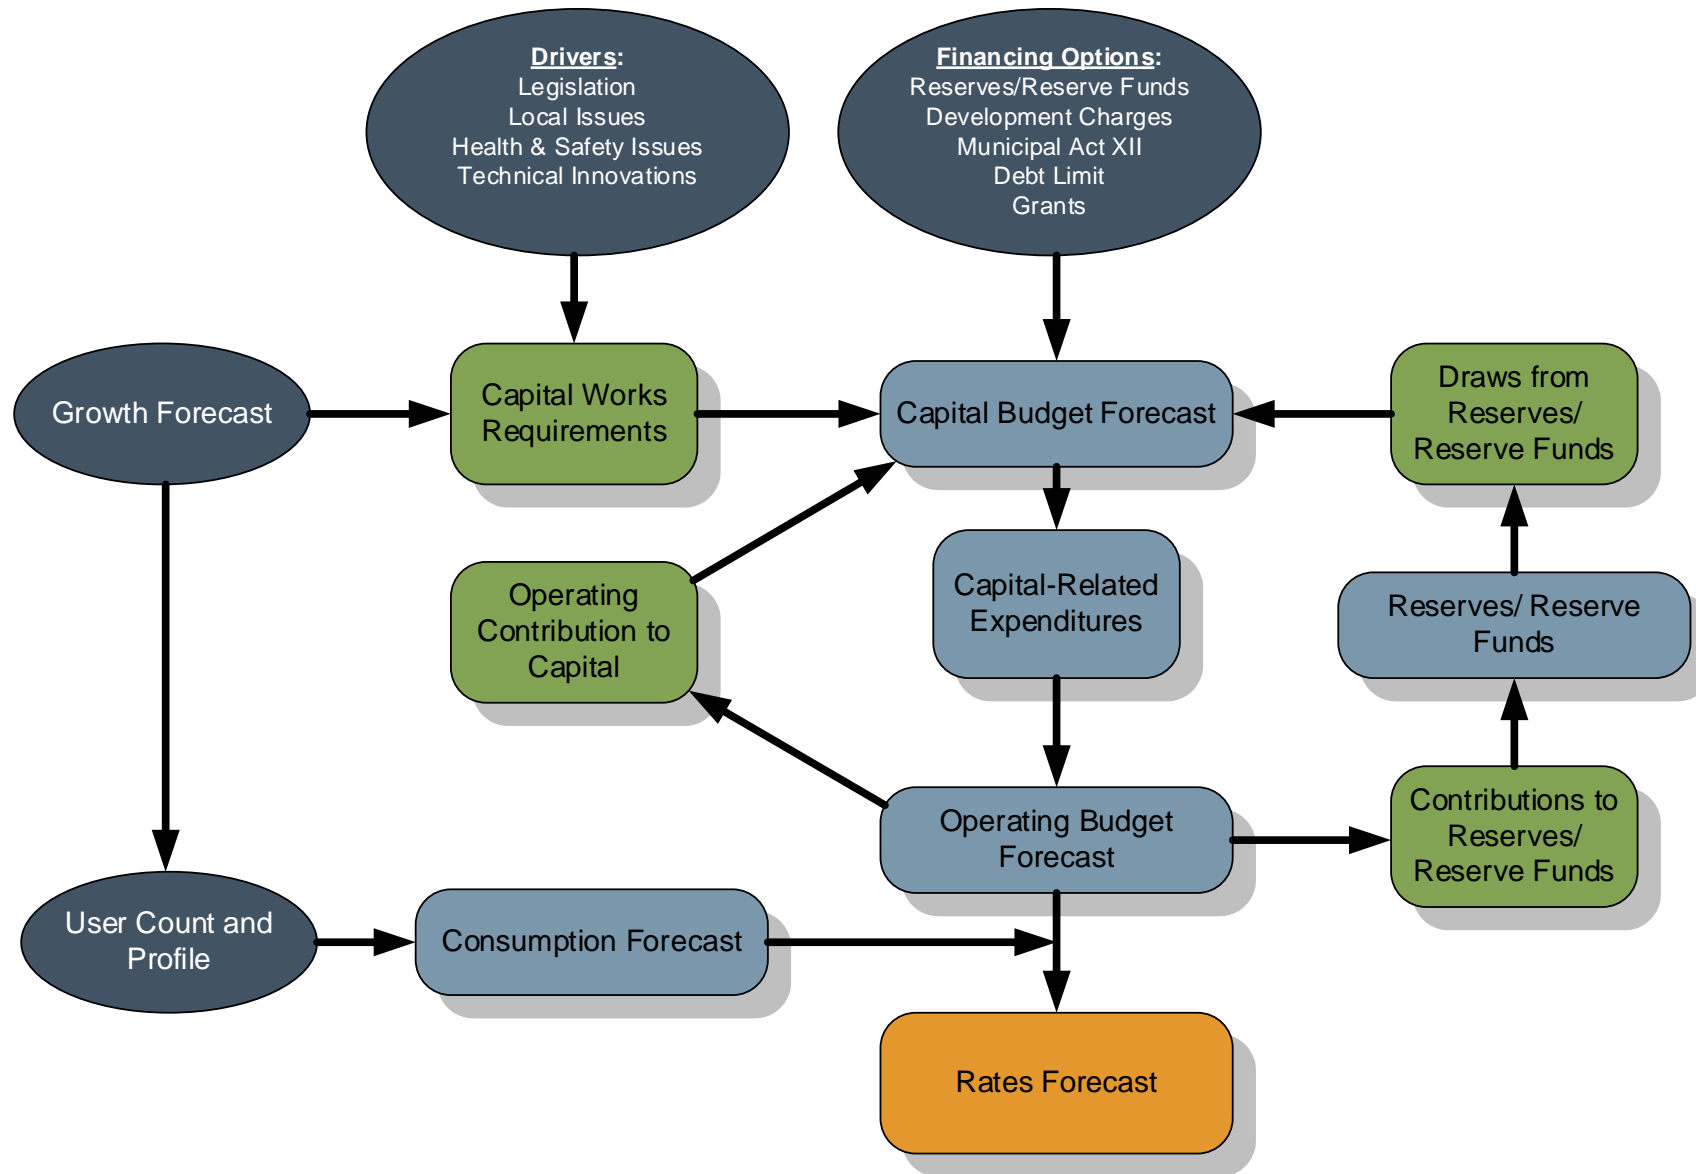 Drivers:
Legislation
Local Issues
Health & Safety Issues
Technical Innovations
Financing Options:
Reserves/Reserve Funds
Development Charges
Municipal Act XII
Debt Limit
Grants
Growth Forecast
Capital Works
Requirements
Capital Budget Forecast
Draws from
Reserves/
Reserve Funds
Operating
Contribution to
Capital
Capital-Related
Expenditures
Reserves/ Reserve
Funds
Operating Budget
Forecast
Contributions to
Reserves/
Reserve Funds
User Count and
Profile
Consumption Forecast
Rates Forecast